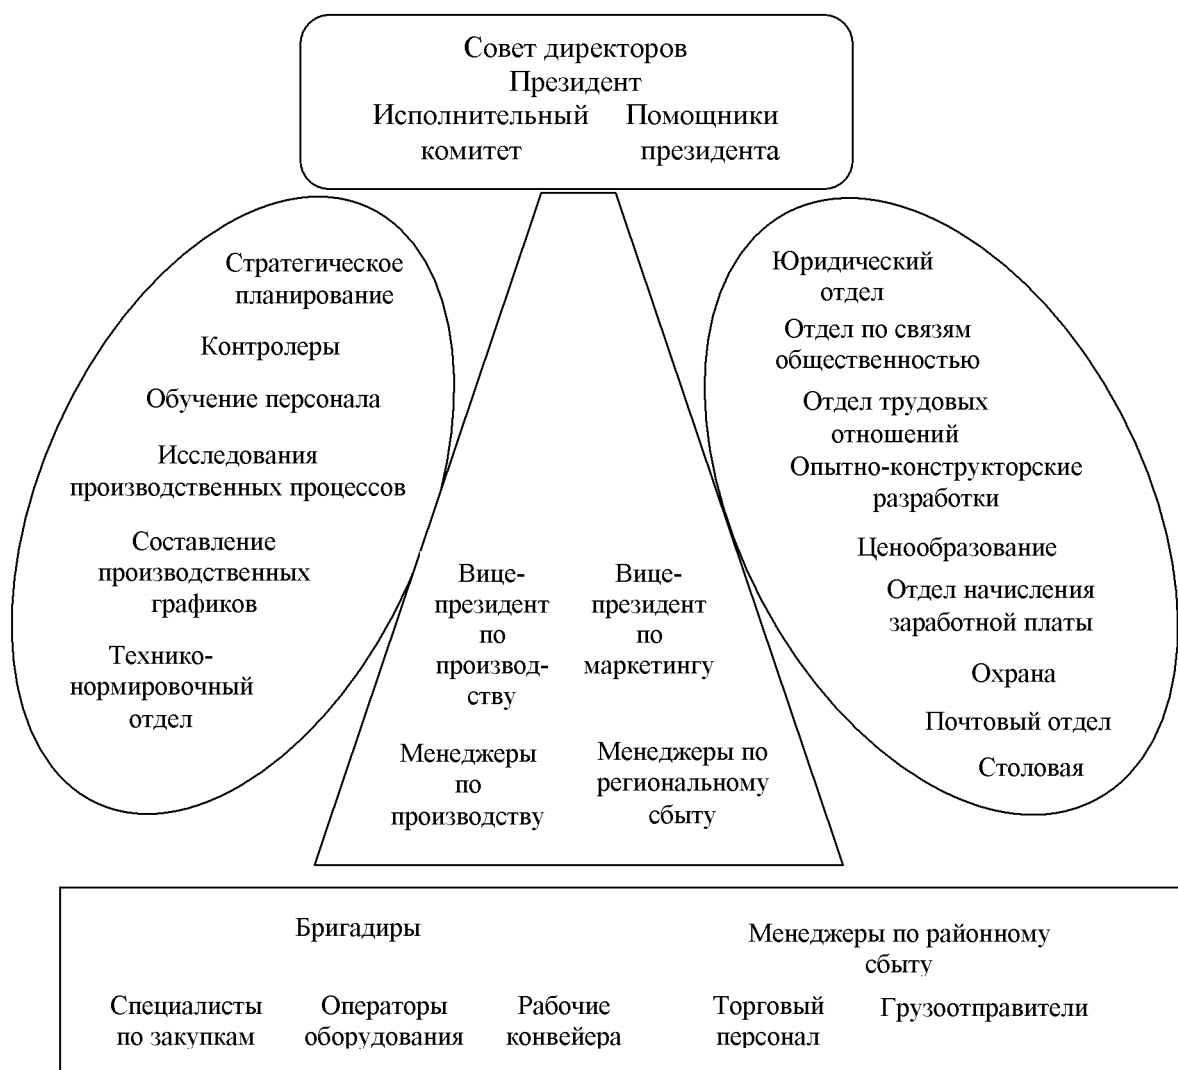 Совет директоров
Президент
Исполнительный
комитет
Помощники
президента
Стратегическое
планирование
Контролеры
Обучение персонала
Исследования
производственных процессов
Составление
производственных
графиков
Технико-
нормировочный
отдел
Вице-
президент
по
производ-
ству
Вице-
президент
по
маркетингу
Менеджеры
по
производству
Менеджеры по
региональному
сбыту
Юридический
отдел
Отдел по связям
общественностью
Отдел трудовых
отношений
Опытно-конструкторские
разработки
Ценообразование
Отдел начисления
заработной платы
Охрана
Почтовый отдел
Столовая
Бригадиры
Менеджеры по районному
сбыту
Специалисты
по закупкам
Операторы
оборудования
Рабочие
конвейера
Торговый
персонал
Грузоотправители